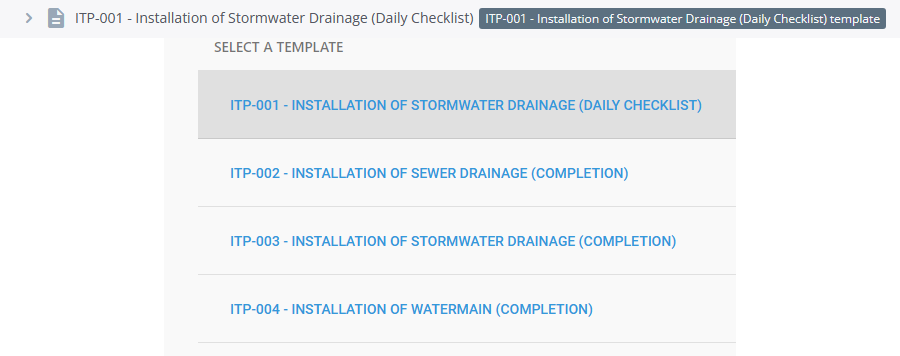 ITP-001 - Installation of Stormwater Drainage (Daily Checklist) ITP-001 - Installation of Stormwater Drainage (Daily Checklist) template
SELECT A TEMPLATE
ITP-001 - INSTALLATION OF STORMWATER DRAINAGE (DAILY CHECKLIST)
ITP-002 - INSTALLATION OF SEWER DRAINAGE (COMPLETION)
ITP-003 - INSTALLATION OF STORMWATER DRAINAGE (COMPLETION)
ITP-004 - INSTALLATION OF WATERMAIN (COMPLETION)